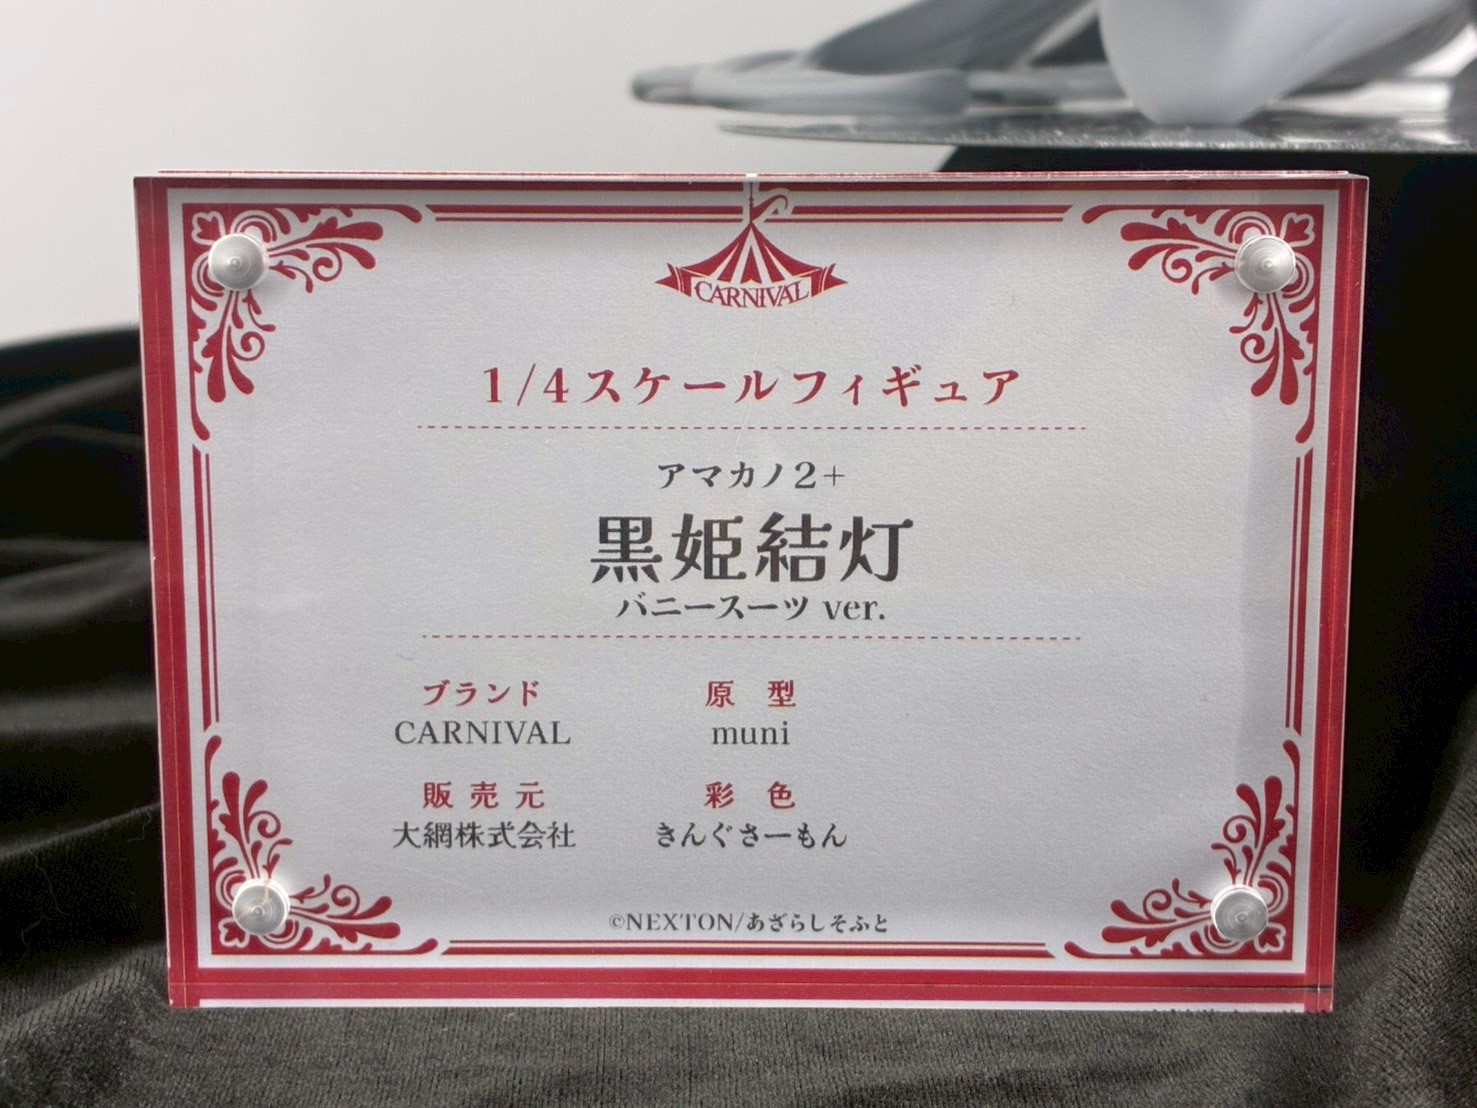 CARNIVAL
1/4スケールフィギュア
アマカノ2+
黒姫結灯
バニースーツ ver.
ブランド 原型
CARNIVAL muni
販売元 彩色
大網株式会社 きんぐさーもん
©NEXTON/あざらしそふと